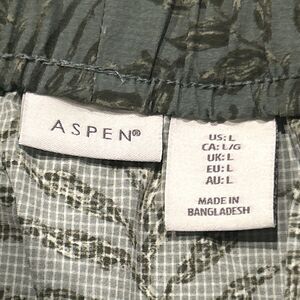 ASPEN®
US: L
CA: L/G
UK: L
EU: L
AU: L
MADE IN
BANGLADESH